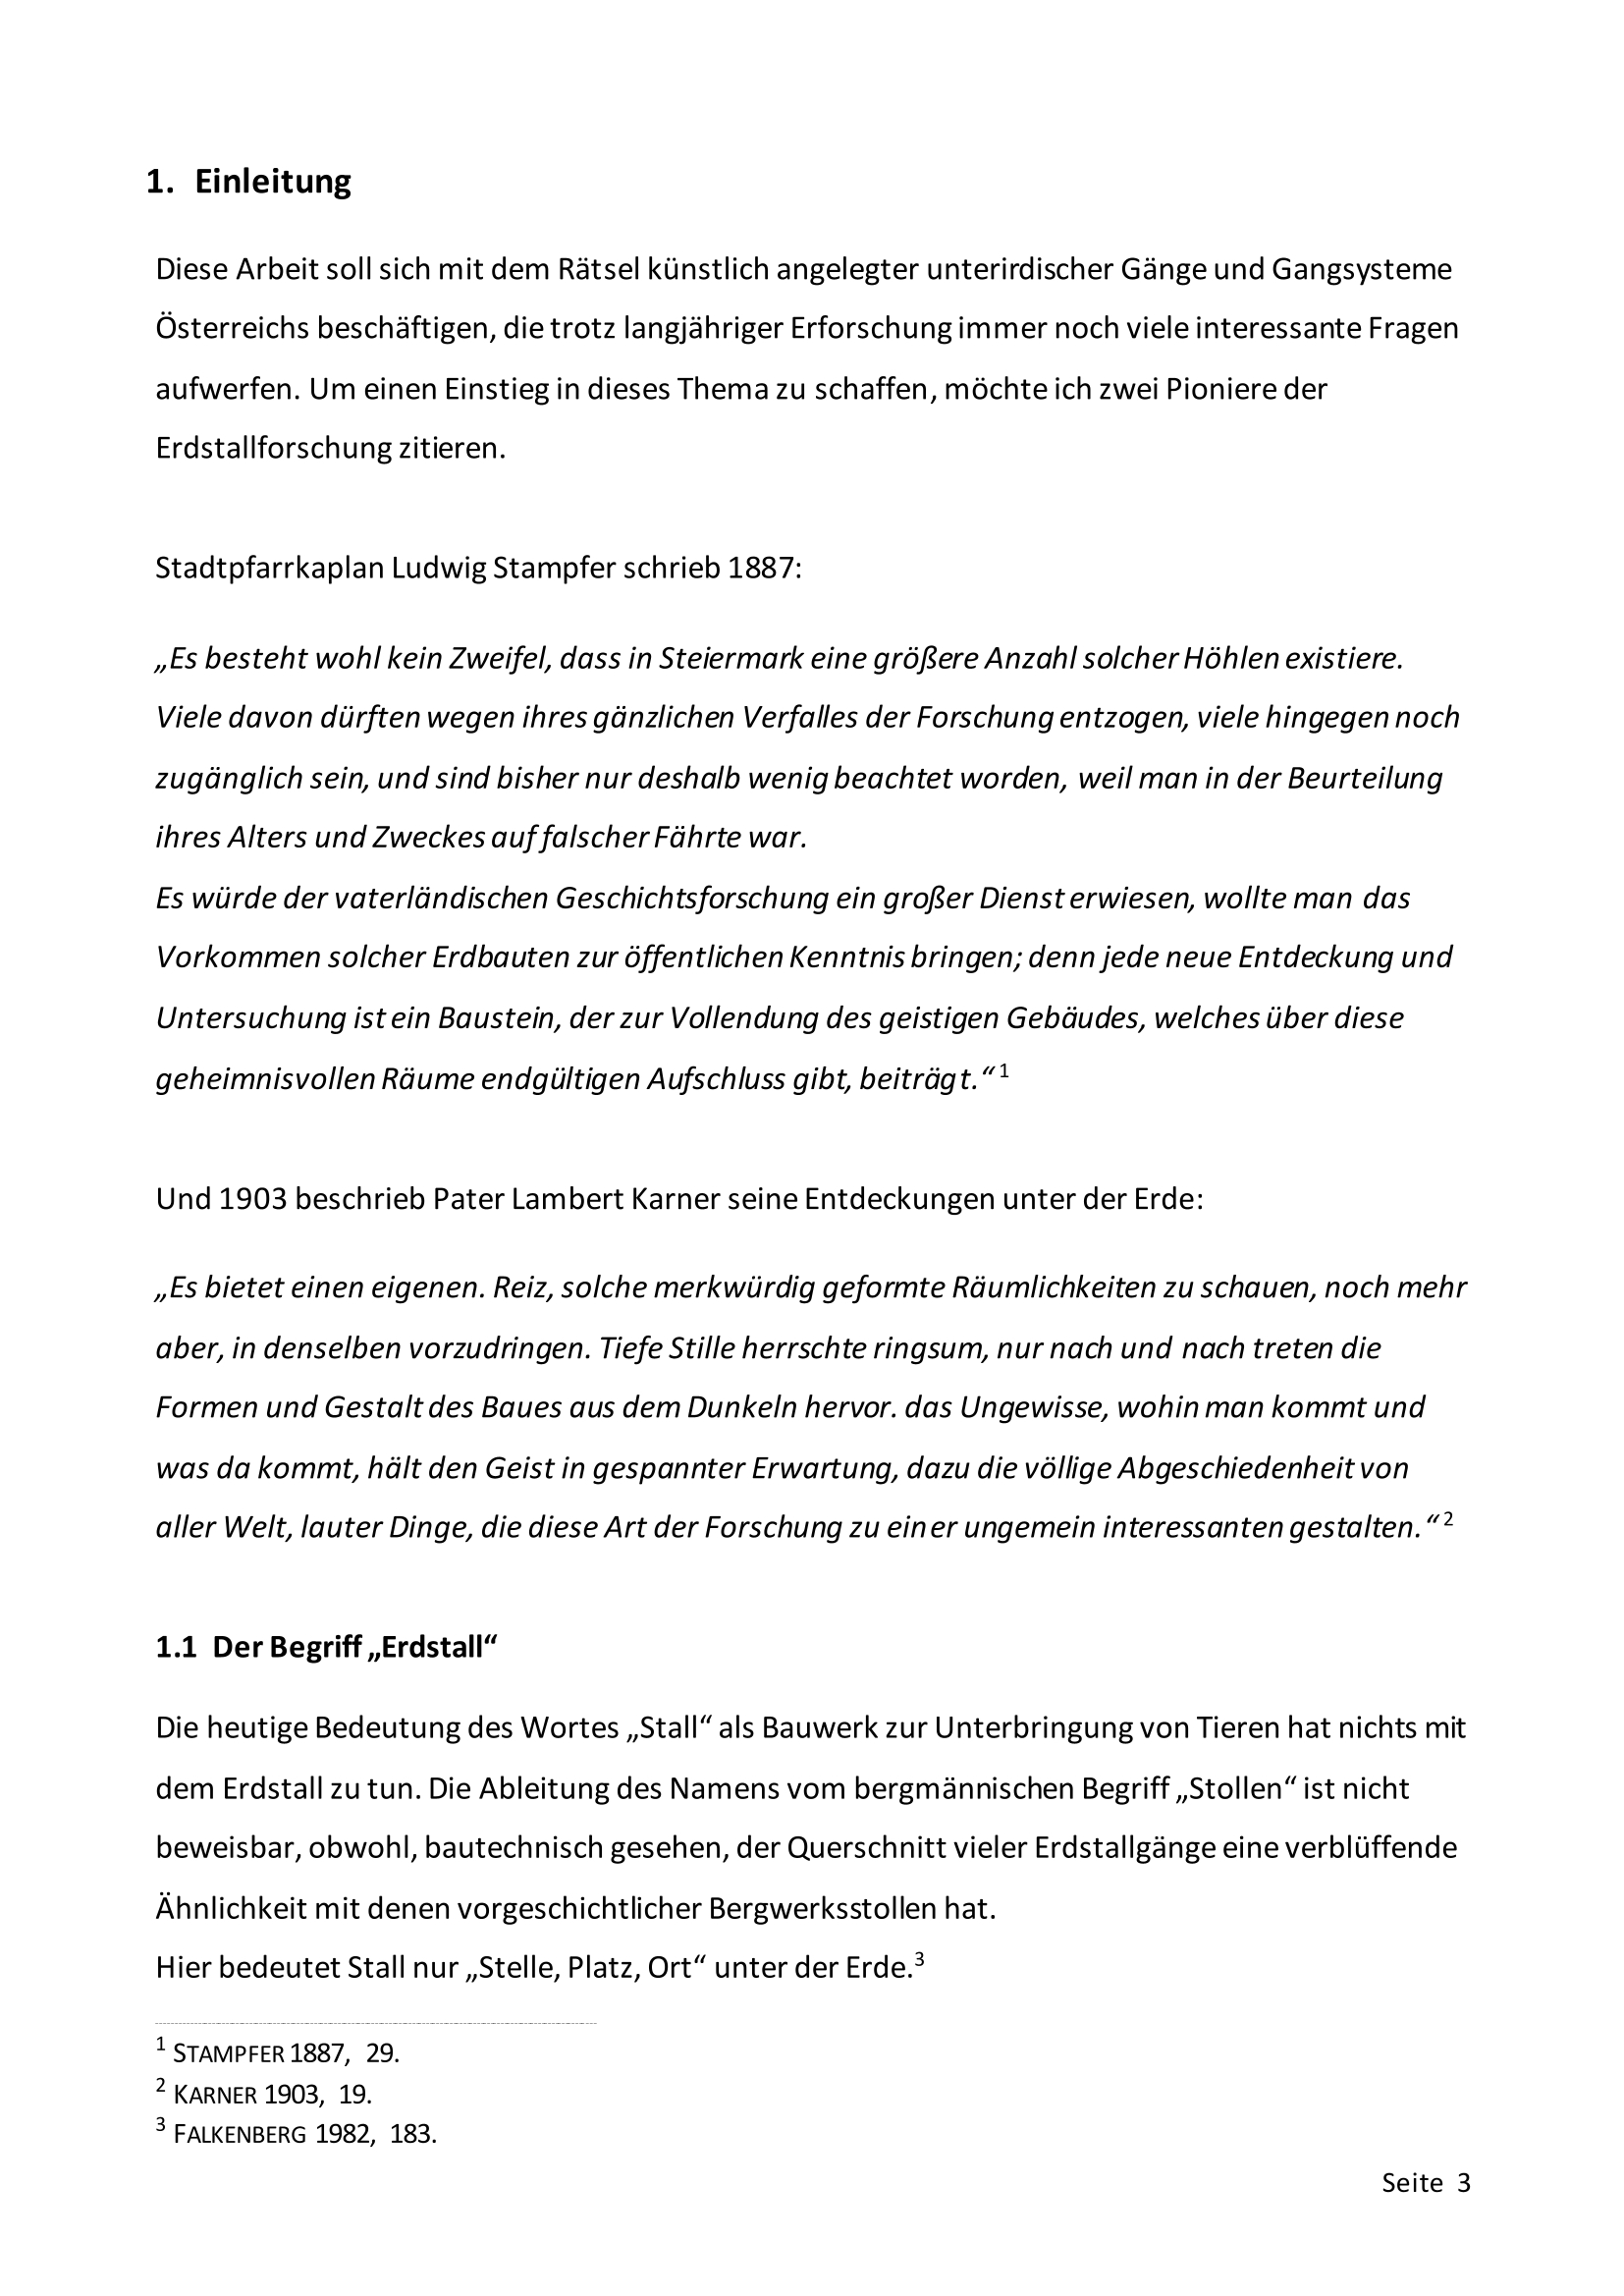 1. Einleitung
Diese Arbeit soll sich mit dem Rätsel künstlich angelegter unterirdischer Gänge und Gangsysteme
Österreichs beschäftigen, die trotz langjähriger Erforschung immer noch viele interessante Fragen
aufwerfen. Um einen Einstieg in dieses Thema zu schaffen, möchte ich zwei Pioniere der
Erdstallforschung zitieren.
Stadtpfarrkaplan Ludwig Stampfer schrieb 1887:
„Es besteht wohl kein Zweifel, dass in Steiermark eine größere Anzahl solcher Höhlen existiere.
Viele davon dürften wegen ihres gänzlichen Verfalles der Forschung entzogen, viele hingegen noch
zugänglich sein, und sind bisher nur deshalb wenig beachtet worden, weil man in der Beurteilung
ihres Alters und Zweckes auf falscher Fährte war.
Es würde der vaterländischen Geschichtsforschung ein großer Dienst erwiesen, wollte man das
Vorkommen solcher Erdbauten zur öffentlichen Kenntnis bringen; denn jede neue Entdeckung und
Untersuchung ist ein Baustein, der zur Vollendung des geistigen Gebäudes, welches über diese
geheimnisvollen Räume endgültigen Aufschluss gibt, beiträgt.“ 1
Und 1903 beschrieb Pater Lambert Karner seine Entdeckungen unter der Erde:
„Es bietet einen eigenen. Reiz, solche merkwürdig geformte Räumlichkeiten zu schauen, noch mehr
aber, in denselben vorzudringen. Tiefe Stille herrschte ringsum, nur nach und nach treten die
Formen und Gestalt des Baues aus dem Dunkeln hervor. das Ungewisse, wohin man kommt und
was da kommt, hält den Geist in gespannter Erwartung, dazu die völlige Abgeschiedenheit von
aller Welt, lauter Dinge, die diese Art der Forschung zu einer ungemein interessanten gestalten.“ 2
1.1 Der Begriff „Erdstall“
Die heutige Bedeutung des Wortes „Stall“ als Bauwerk zur Unterbringung von Tieren hat nichts mit
dem Erdstall zu tun. Die Ableitung des Namens vom bergmännischen Begriff „Stollen“ ist nicht
beweisbar, obwohl, bautechnisch gesehen, der Querschnitt vieler Erdstallgänge eine verblüffende
Ähnlichkeit mit denen vorgeschichtlicher Bergwerksstollen hat.
Hier bedeutet Stall nur „Stelle, Platz, Ort“ unter der Erde.3
1 STAMPFER 1887, 29.
2 KARNER 1903, 19.
3 FALKENBERG 1982, 183.
Seite 3